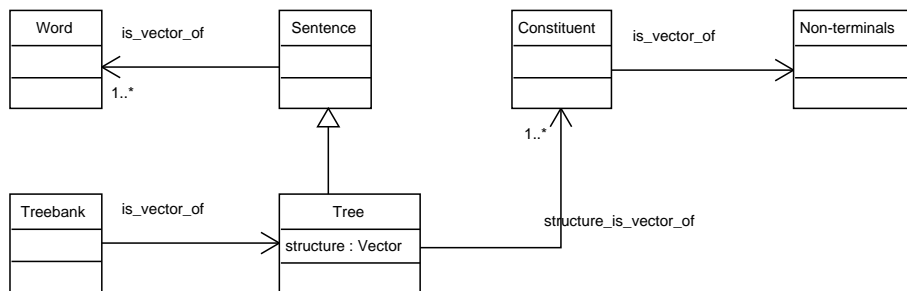 Word
is_vector_of
Sentence
Constituent
is_vector_of
Non-terminals
1..*
1..*
Treebank
is_vector_of
Tree
structure : Vector
structure_is_vector_of